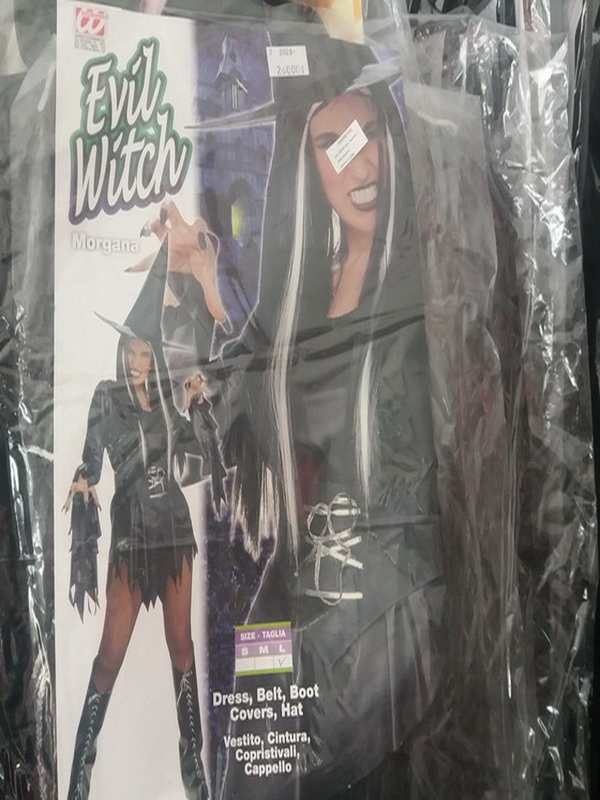 Evil
Witch
Morgana
SIZE - TAGLIA
S M L
Dress, Belt, Boot
Covers, Hat
Vestito, Cintura,
Copristivali,
Cappello